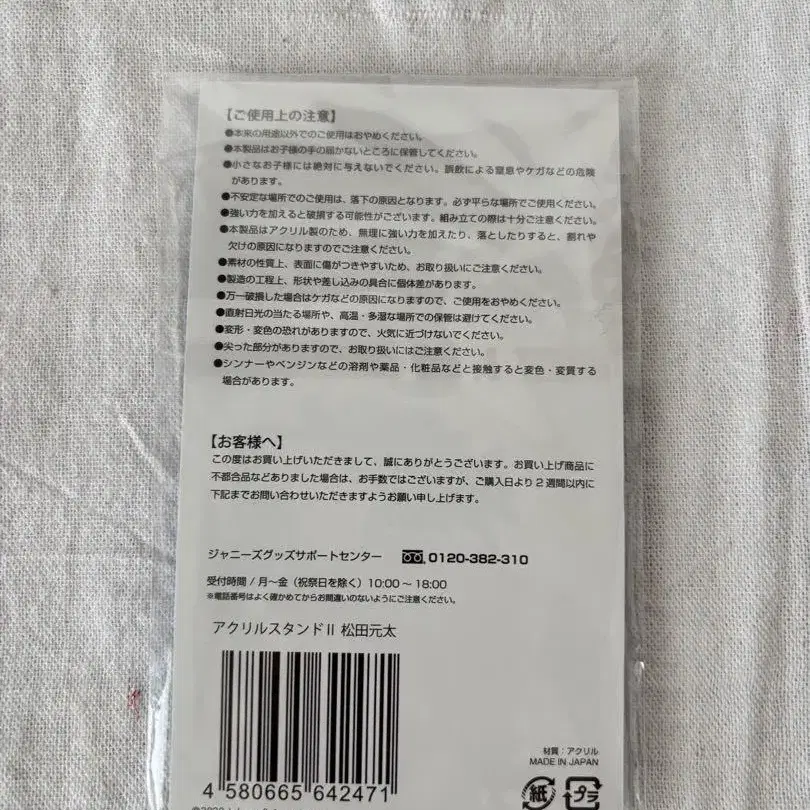 【ご使用上の注意】
●本来の用途以外でのご使用はおやめください。
●本製品はお子様の手の届かないところに保管してください。
●小さなお子様には絶対に与えないでください。誤飲による窒息やケガなどの危険
があります。
●不安定な場所でのご使用は、落下の原因となります。必ず平らな場所でご使用ください。
●強い力を加えると破損する可能性がございます。組み立ての際は十分ご注意ください。
●本製品はアクリル製のため、無理に強い力を加えたり、落としたりすると、割れや
欠けの原因になりますのでご注意ください。
●素材の性質上、表面に傷がつきやすいため、お取り扱いにご注意ください。
●製造の工程上、形状や差し込みの具合に個体差があります。
●万一破損した場合はケガなどの原因になりますので、ご使用をおやめください。
●直射日光の当たる場所や、高温・多湿な場所での保管は避けてください。
●変形・変色の恐れがありますので、火気に近づけないでください。
●尖った部分がありますので、お取り扱いにはご注意ください。
●シンナーやベンジンなどの溶剤や薬品・化粧品などと接触すると変色・変質する
場合があります。
【お客様へ】
この度はお買い上げいただきまして、誠にありがとうございます。お買い上げ商品に
不都合品などありました場合は、お手数ではございますが、ご購入日より2週間以内に
下記までお問い合わせいただきますようお願い申し上げます。
ジャニーズグッズサポートセンター 0120-382-310
受付時間 / 月〜金（祝祭日を除く）10:00 〜 18:00
※電話番号はよく確かめてからお間違いのないようにご注意ください。
アクリルスタンドⅡ 松田元太
材質：アクリル
MADE IN JAPAN
4 580665 642471
紙 プラ